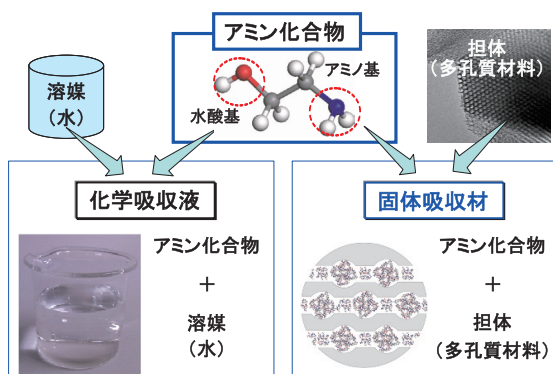 アミン化合物
溶媒
（水）
アミノ基
水酸基
担体
（多孔質材料）
化学吸収液
アミン化合物
＋
溶媒
（水）
固体吸収材
アミン化合物
＋
担体
（多孔質材料）